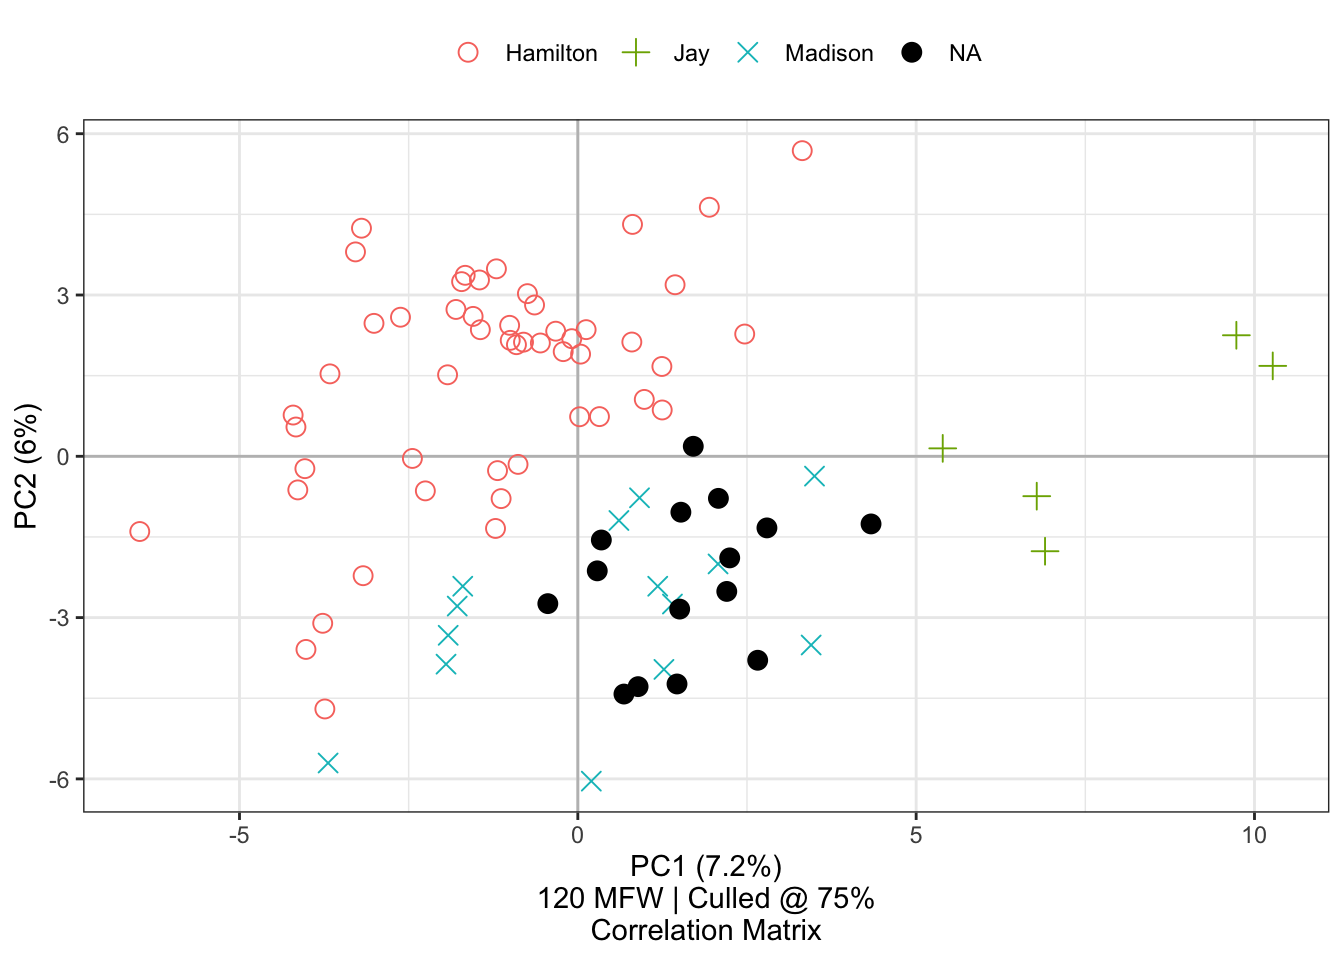 Hamilton Jay Madison NA
6
3
0
-3
-6
PC2 (6%)
-5 0 5 10
PC1 (7.2%)
120 MFW | Culled @ 75%
Correlation Matrix